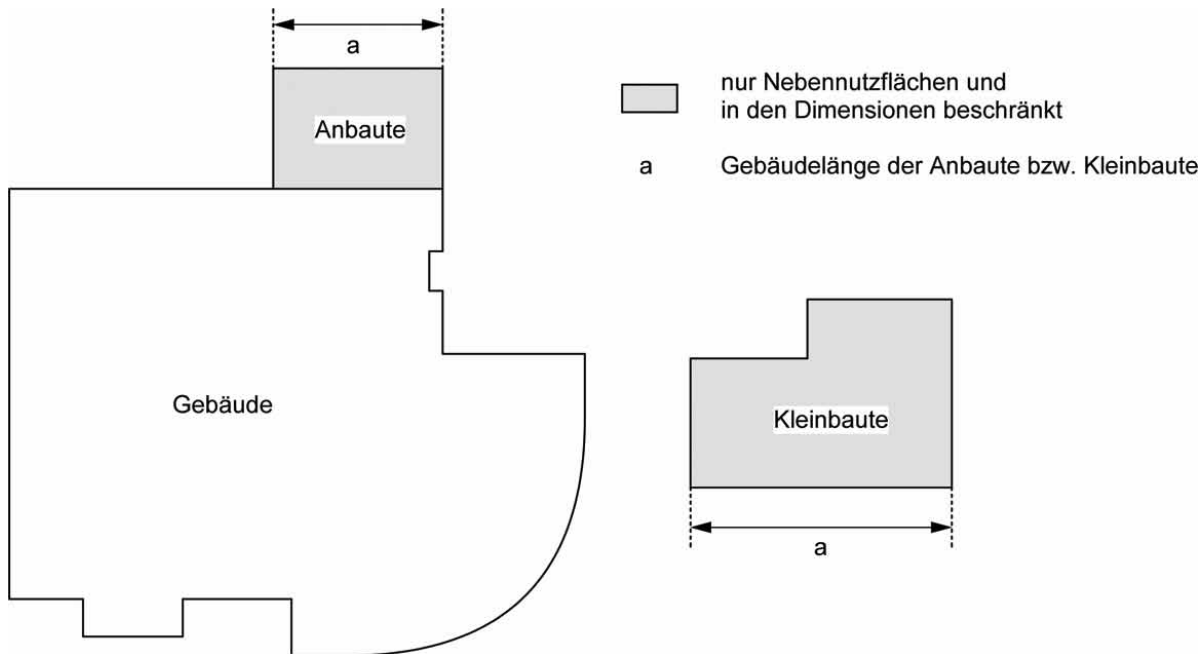 a
Anbaute
nur Nebennutzflächen und
in den Dimensionen beschränkt
a Gebäudelänge der Anbaute bzw. Kleinbaute
Gebäude
Kleinbaute
a